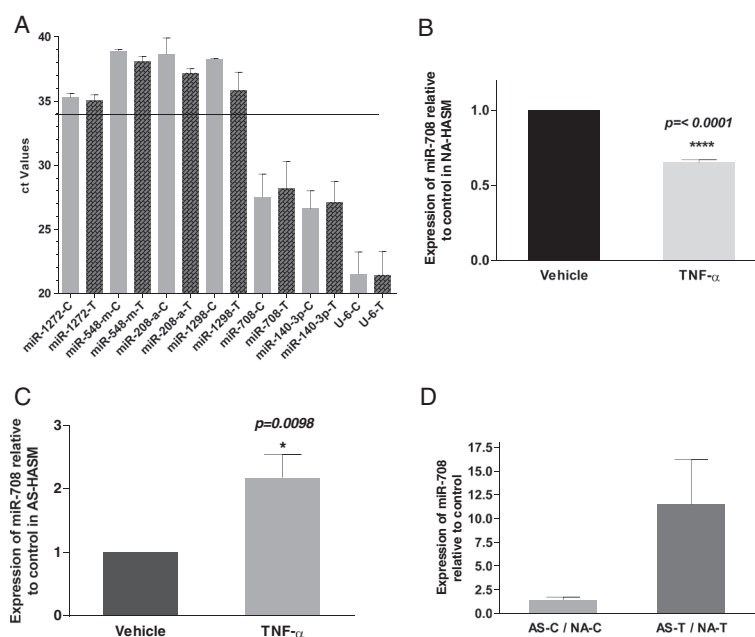 A
40
35
30
25
20
ct Values
miR-1272-C
miR-1272-T
miR-548-m-C
miR-548-m-T
miR-208-a-C
miR-208-a-T
miR-1298-C
miR-1298-T
miR-708-C
miR-708-T
miR-140-3p-C
miR-140-3p-T
U-6-C
U-6-T
B
Expression of miR-708 relative
to control in NA-HASM
1.0
0.5
0.0
p=< 0.0001
****
Vehicle
TNF-α
C
Expression of miR-708 relative
to control in AS-HASM
3
2
1
0
p=0.0098
*
Vehicle
TNF-α
D
Expression of miR-708
relative to control
17.5
15.0
12.5
10.0
7.5
5.0
2.5
0.0
AS-C / NA-C
AS-T / NA-T